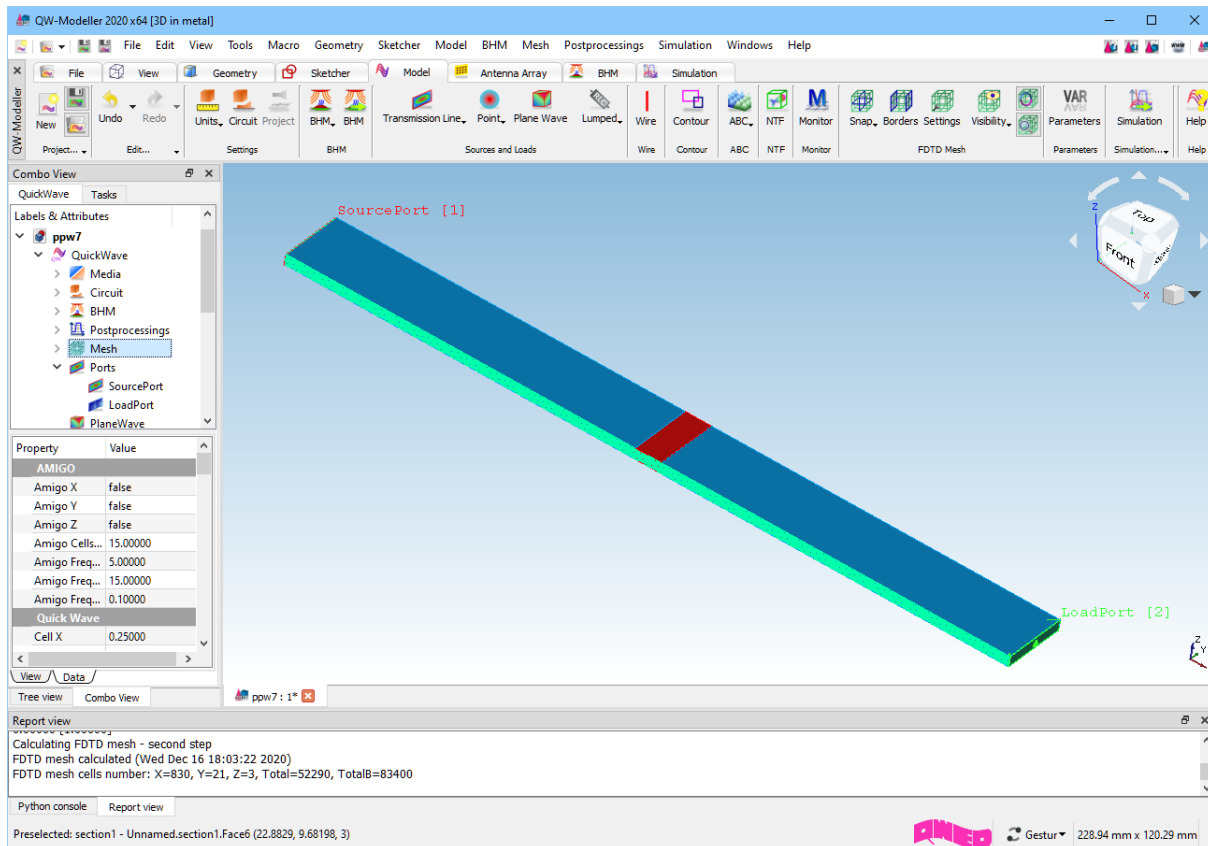 QW-Modeller 2020 x64 [3D in metal]
File Edit View Tools Macro Geometry Sketcher Model BHM Mesh Postprocessings Simulation Windows Help
File View Geometry Sketcher Model Antenna Array BHM Simulation
QW-Modeller
New Undo Redo Units Circuit Project BHM BHM Transmission Line Point Plane Wave Lumped Wire Contour ABC NTF Monitor Snap Borders Settings Visibility VAR Parameters Simulation Help
Project... Edit... Settings BHM Sources and Loads Wire Contour ABC NTF Monitor FDTD Mesh Parameters Simulation... Help
Combo View
QuickWave Tasks
Labels & Attributes
ppw7
QuickWave
Media
Circuit
BHM
Postprocessings
Mesh
Ports
SourcePort
LoadPort
PlaneWave
Property Value
AMIGO
Amigo X false
Amigo Y false
Amigo Z false
Amigo Cells... 15.00000
Amigo Freq... 5.00000
Amigo Freq... 15.00000
Amigo Freq... 0.10000
Quick Wave
Cell X 0.25000
View Data
Tree view Combo View
SourcePort [1]
LoadPort [2]
Z
Top
Front
X
Z
Y
ppw7 : 1*
Report view
Calculating FDTD mesh - second step
FDTD mesh calculated (Wed Dec 16 18:03:22 2020)
FDTD mesh cells number: X=830, Y=21, Z=3, Total=52290, TotalB=83400
Python console Report view
Preselected: section1 - Unnamed.section1.Face6 (22.8829, 9.68198, 3)
QWED
Gestur 228.94 mm x 120.29 mm